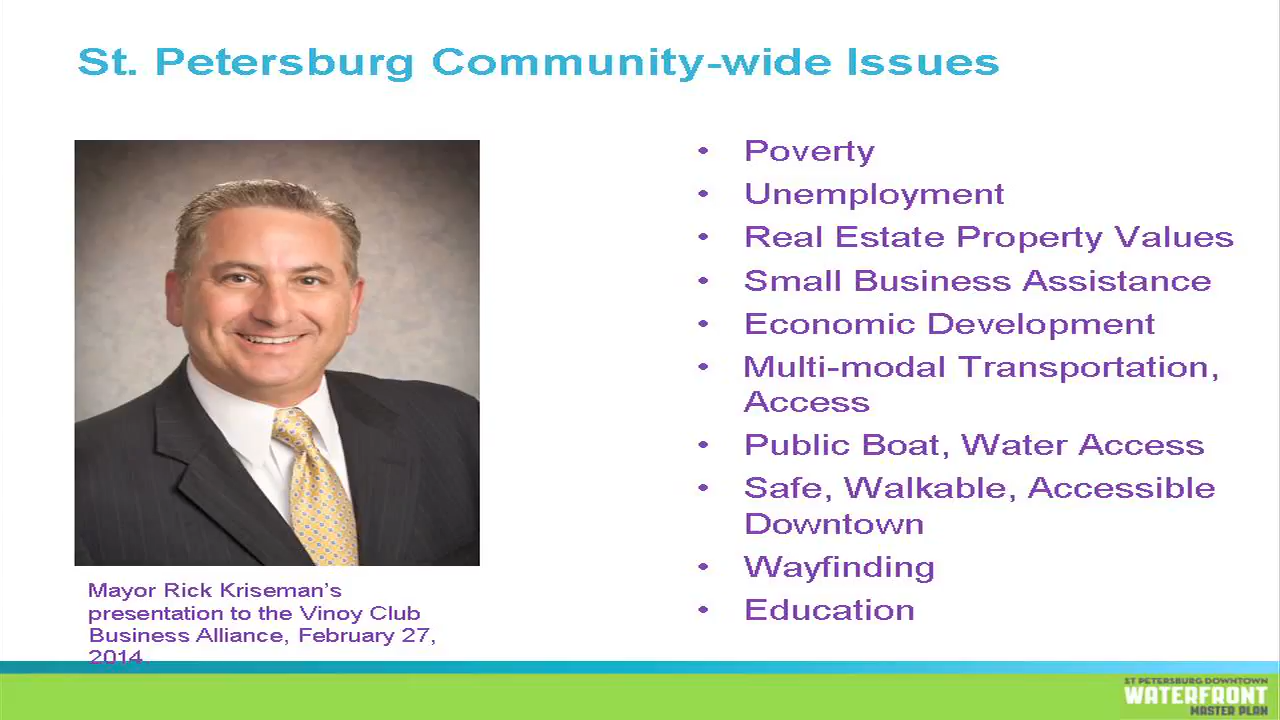 St. Petersburg Community-wide Issues
• Poverty
• Unemployment
• Real Estate Property Values
• Small Business Assistance
• Economic Development
• Multi-modal Transportation,
Access
• Public Boat, Water Access
• Safe, Walkable, Accessible
Downtown
• Wayfinding
• Education
Mayor Rick Kriseman’s
presentation to the Vinoy Club
Business Alliance, February 27,
2014.
ST PETERSBURG DOWNTOWN
WATERFRONT
MASTER PLAN